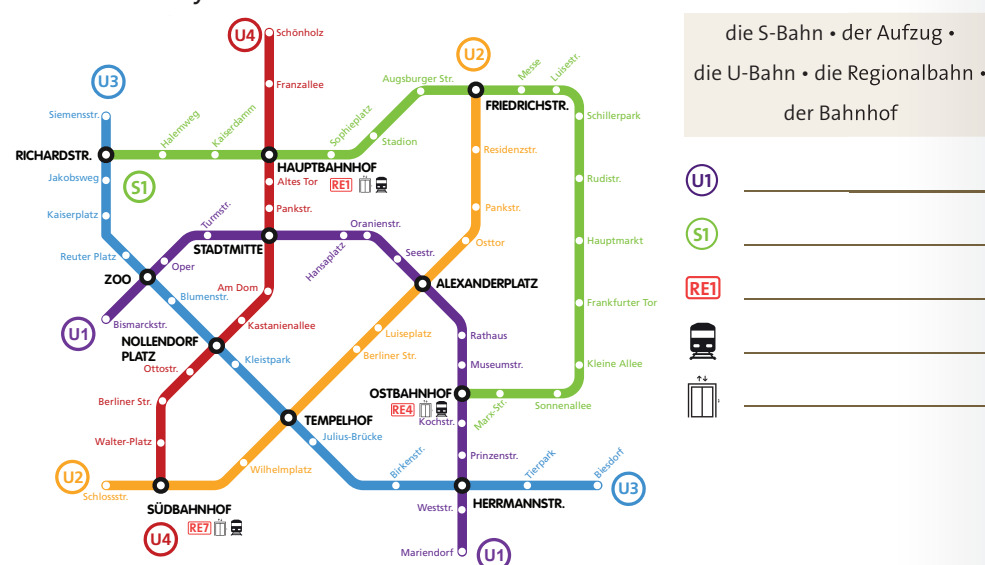 U4
Schönholz
U2
U3
Franzallee
Augsburger Str.
Messe
Luisestr.
FRIEDRICHSTR.
Siemensstr.
Halemweg
Kaiserdamm
Sophieplatz
Stadion
Schillerpark
RICHARDSTR.
HAUPTBAHNHOF
Residenzstr.
Jakobsweg
S1
Altes Tor
RE1
Rudistr.
Kaiserplatz
Turmstr.
Pankstr.
Oranienstr.
Pankstr.
STADTMITTE
Hansaplatz
Seestr.
Osttor
Hauptmarkt
Reuter Platz
Oper
ZOO
Blumenstr.
Am Dom
ALEXANDERPLATZ
Frankfurter Tor
U1
Bismarckstr.
Kastanienallee
Luiseplatz
Rathaus
NOLLENDORF
PLATZ
Ottostr.
Kleistpark
Berliner Str.
Museumstr.
Kleine Allee
Berliner Str.
OSTBAHNHOF
RE4
Marx-Str.
Sonnenallee
TEMPELHOF
Kochstr.
Walter-Platz
Julius-Brücke
Birkenstr.
Prinzenstr.
Tierpark
Biesdorf
U2
Schlossstr.
Wilhelmplatz
U3
SÜDBAHNHOF
RE7
HERRMANNSTR.
Weststr.
U4
Mariendorf
U1
die S-Bahn • der Aufzug •
die U-Bahn • die Regionalbahn •
der Bahnhof
U1
S1
RE1